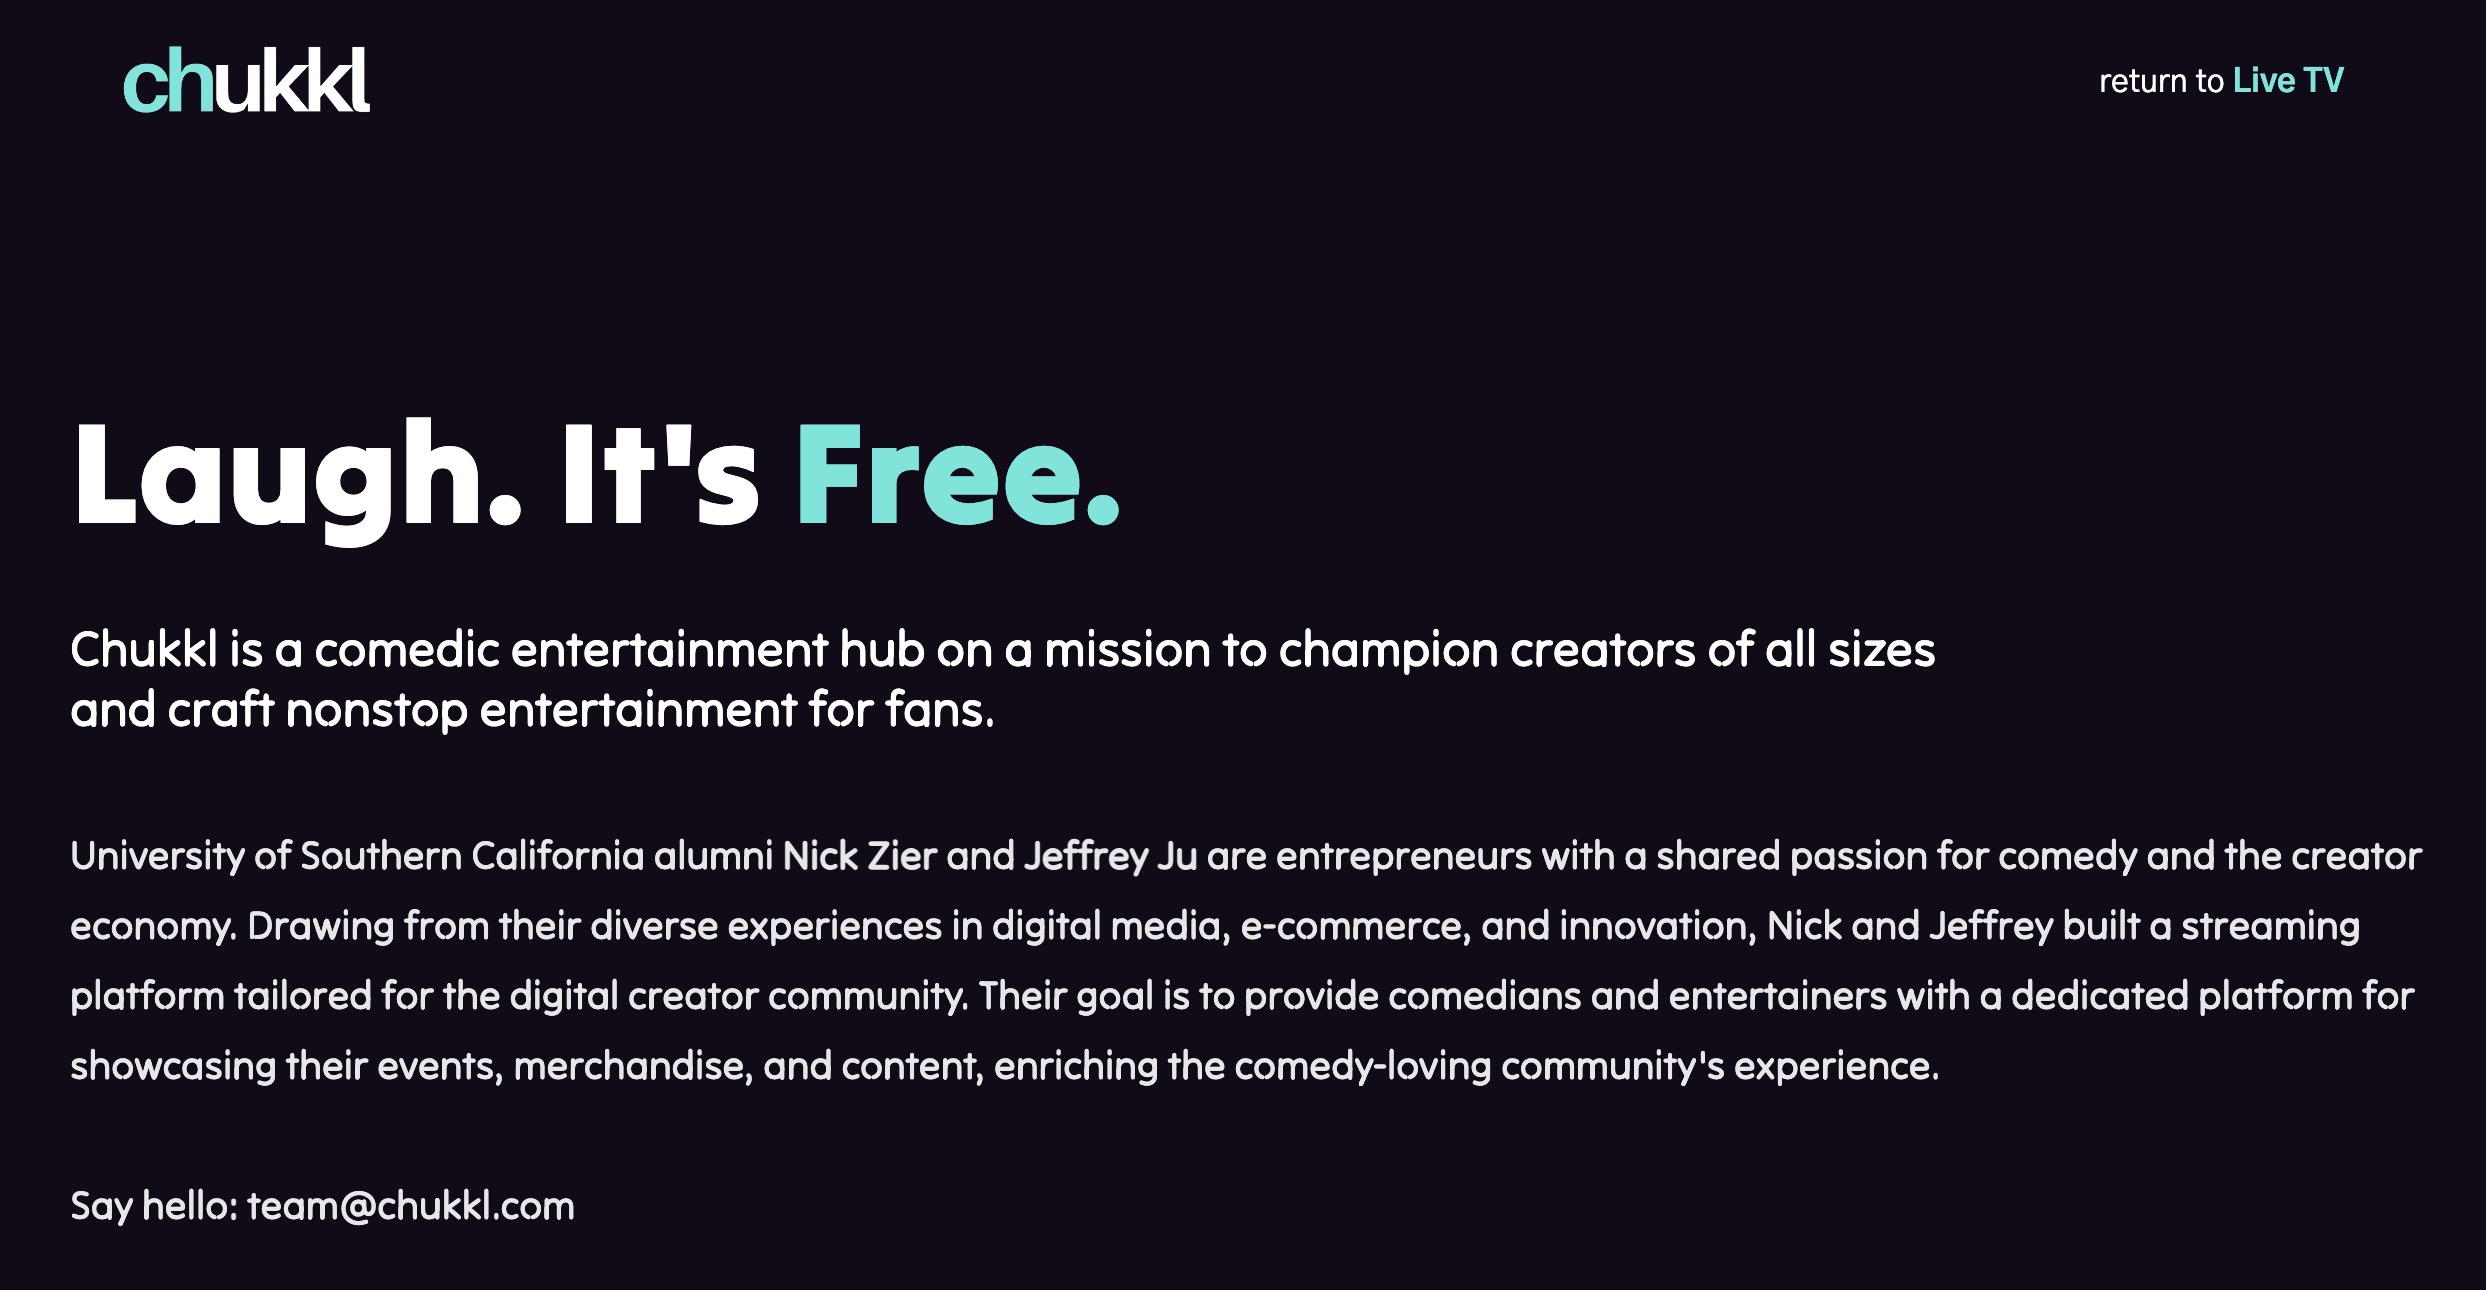 chukkl
return to Live TV
Laugh. It's Free.
Chukkl is a comedic entertainment hub on a mission to champion creators of all sizes
and craft nonstop entertainment for fans.
University of Southern California alumni Nick Zier and Jeffrey Ju are entrepreneurs with a shared passion for comedy and the creator
economy. Drawing from their diverse experiences in digital media, e-commerce, and innovation, Nick and Jeffrey built a streaming
platform tailored for the digital creator community. Their goal is to provide comedians and entertainers with a dedicated platform for
showcasing their events, merchandise, and content, enriching the comedy-loving community's experience.
Say hello: team@chukkl.com